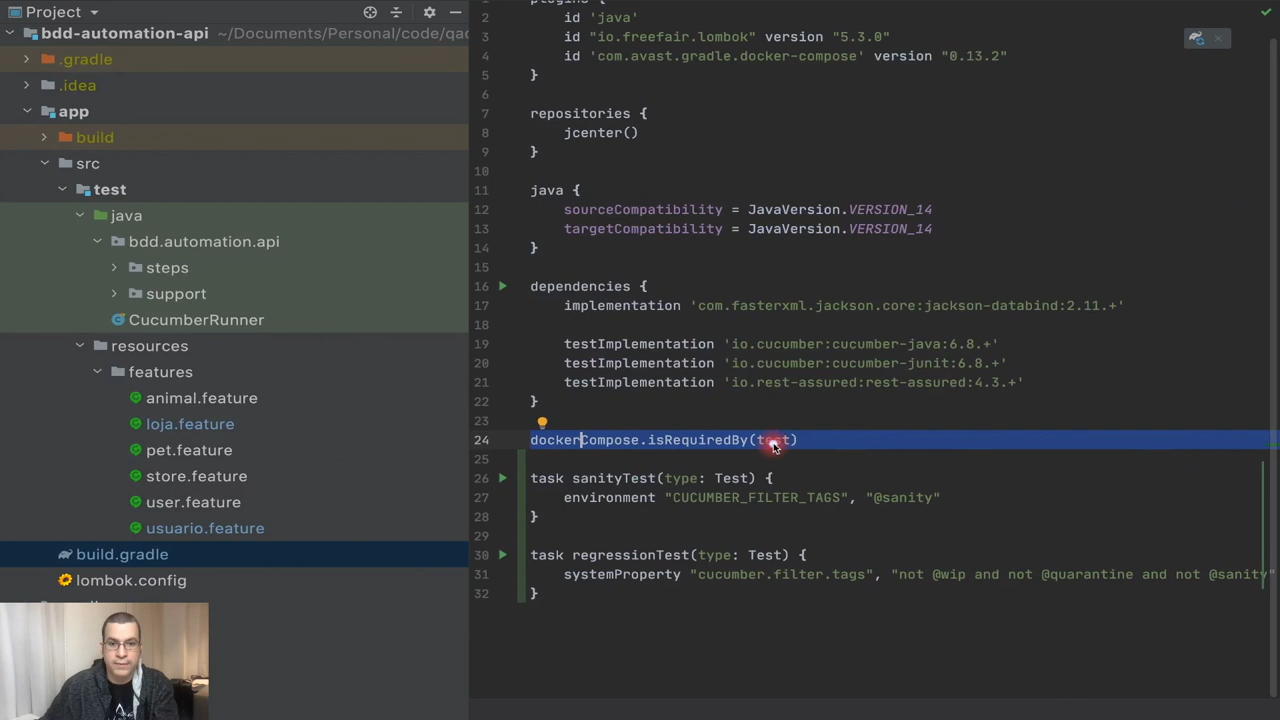 Project
bdd-automation-api ~/Documents/Personal/code/qac
.gradle
.idea
app
build
src
test
java
bdd.automation.api
steps
support
CucumberRunner
resources
features
animal.feature
loja.feature
pet.feature
store.feature
user.feature
usuario.feature
build.gradle
lombok.config
plugins {
2 id 'java'
3 id "io.freefair.lombok" version "5.3.0"
4 id 'com.avast.gradle.docker-compose' version "0.13.2"
5 }
6
7 repositories {
8 jcenter()
9 }
10
11 java {
12 sourceCompatibility = JavaVersion.VERSION_14
13 targetCompatibility = JavaVersion.VERSION_14
14 }
15
16 dependencies {
17 implementation 'com.fasterxml.jackson.core:jackson-databind:2.11.+'
18
19 testImplementation 'io.cucumber:cucumber-java:6.8.+'
20 testImplementation 'io.cucumber:cucumber-junit:6.8.+'
21 testImplementation 'io.rest-assured:rest-assured:4.3.+'
22 }
23
24 dockerCompose.isRequiredBy(test)
25
26 task sanityTest(type: Test) {
27 environment "CUCUMBER_FILTER_TAGS", "@sanity"
28 }
29
30 task regressionTest(type: Test) {
31 systemProperty "cucumber.filter.tags", "not @wip and not @quarantine and not @sanity"
32 }